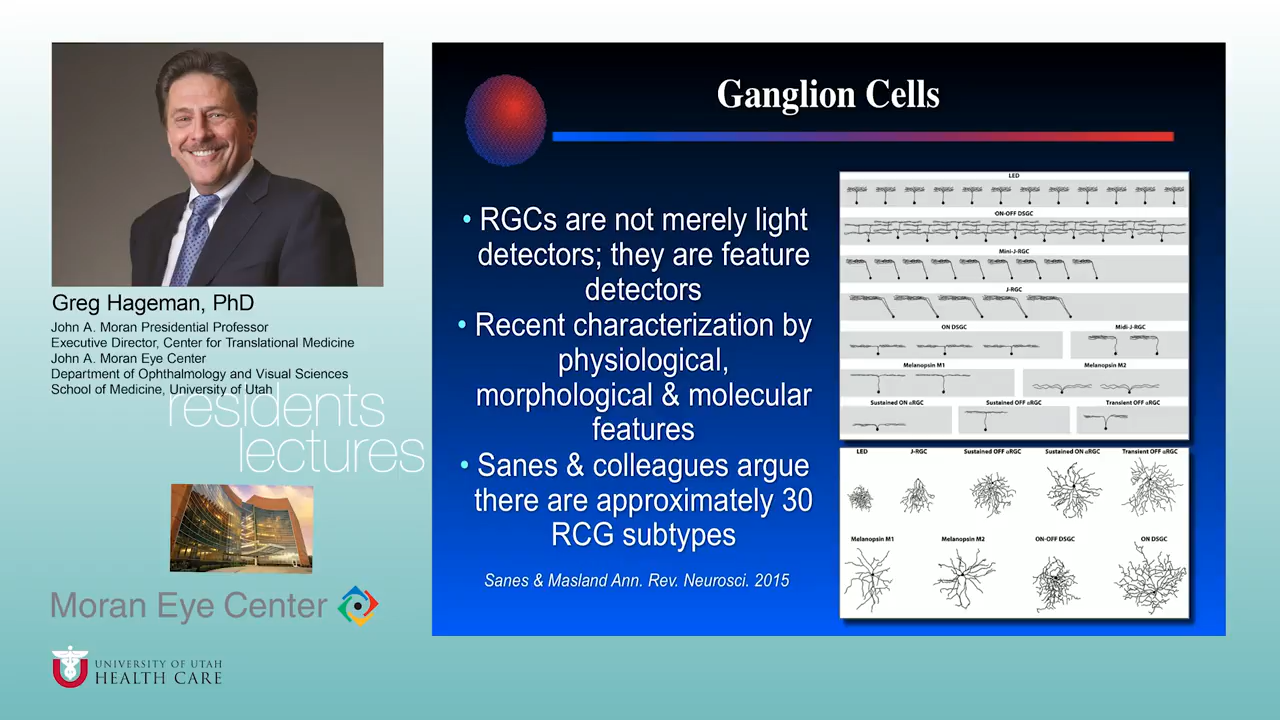 Greg Hageman, PhD
John A. Moran Presidential Professor
Executive Director, Center for Translational Medicine
John A. Moran Eye Center
Department of Ophthalmology and Visual Sciences
School of Medicine, University of Utah
residents
lectures
Moran Eye Center
UNIVERSITY OF UTAH
HEALTH CARE
Ganglion Cells
• RGCs are not merely light
detectors; they are feature
detectors
• Recent characterization by
physiological,
morphological & molecular
features
• Sanes & colleagues argue
there are approximately 30
RCG subtypes
Sanes & Masland Ann. Rev. Neurosci. 2015
LED
ON-OFF DSGC
Mini-J-RGC
J-RGC
ON DSGC
Midi-J-RGC
Melanopsin M1
Melanopsin M2
Sustained ON αRGC
Sustained OFF αRGC
Transient OFF αRGC
LED
J-RGC
Sustained OFF αRGC
Sustained ON αRGC
Transient OFF αRGC
Melanopsin M1
Melanopsin M2
ON-OFF DSGC
ON DSGC